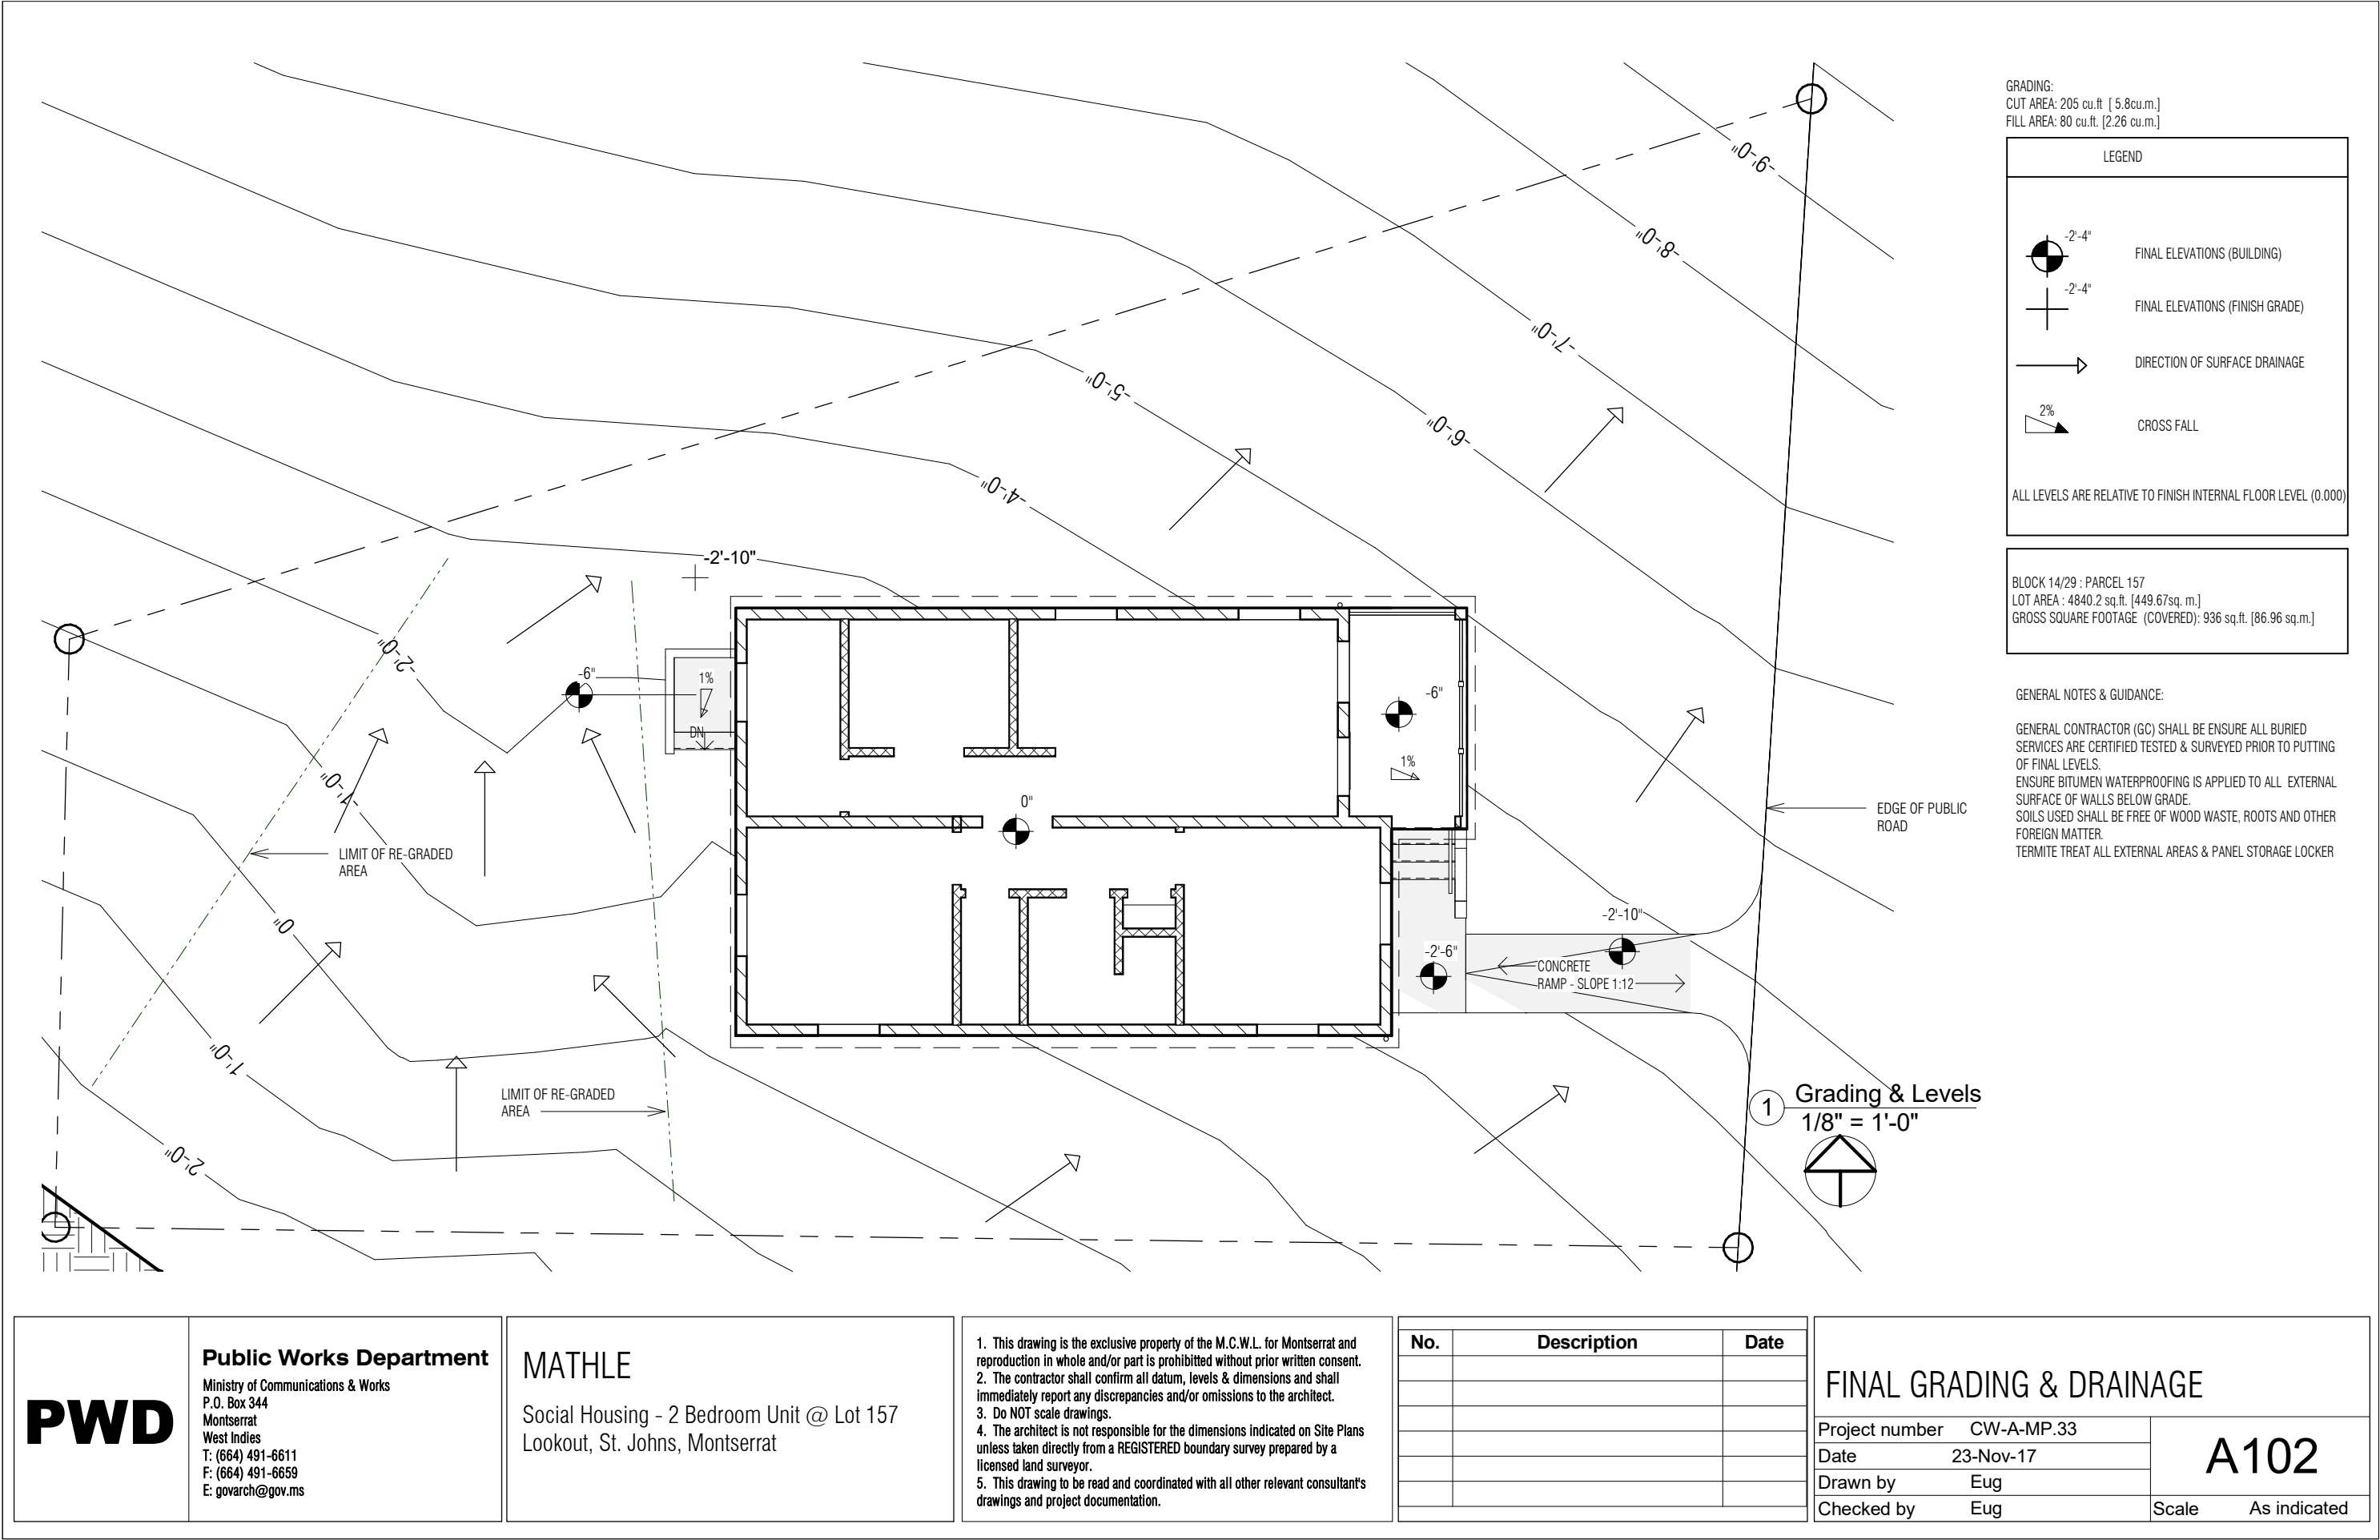 GRADING:
CUT AREA: 205 cu.ft [ 5.8cu.m.]
FILL AREA: 80 cu.ft. [2.26 cu.m.]
LEGEND
-2'-4"
FINAL ELEVATIONS (BUILDING)
-2'-4"
FINAL ELEVATIONS (FINISH GRADE)
DIRECTION OF SURFACE DRAINAGE
2%
CROSS FALL
ALL LEVELS ARE RELATIVE TO FINISH INTERNAL FLOOR LEVEL (0.000)
BLOCK 14/29 : PARCEL 157
LOT AREA : 4840.2 sq.ft. [449.67sq. m.]
GROSS SQUARE FOOTAGE (COVERED): 936 sq.ft. [86.96 sq.m.]
GENERAL NOTES & GUIDANCE:
GENERAL CONTRACTOR (GC) SHALL BE ENSURE ALL BURIED
SERVICES ARE CERTIFIED TESTED & SURVEYED PRIOR TO PUTTING
OF FINAL LEVELS.
ENSURE BITUMEN WATERPROOFING IS APPLIED TO ALL EXTERNAL
SURFACE OF WALLS BELOW GRADE.
SOILS USED SHALL BE FREE OF WOOD WASTE, ROOTS AND OTHER
FOREIGN MATTER.
TERMITE TREAT ALL EXTERNAL AREAS & PANEL STORAGE LOCKER
-9'-0"
-8'-0"
-7'-0"
-6'-0"
-5'-0"
-4'-0"
-2'-10"
-2'-0"
-1'-0"
0"
1'-0"
2'-0"
-6"
1%
DN
-6"
1%
0"
LIMIT OF RE-GRADED
AREA
LIMIT OF RE-GRADED
AREA
EDGE OF PUBLIC
ROAD
-2'-10"
-2'-6"
CONCRETE
RAMP - SLOPE 1:12
1
Grading & Levels
1/8" = 1'-0"
PWD
Public Works Department
Ministry of Communications & Works
P.O. Box 344
Montserrat
West Indies
T: (664) 491-6611
F: (664) 491-6659
E: govarch@gov.ms
MATHLE
Social Housing - 2 Bedroom Unit @ Lot 157
Lookout, St. Johns, Montserrat
1. This drawing is the exclusive property of the M.C.W.L. for Montserrat and
reproduction in whole and/or part is prohibitted without prior written consent.
2. The contractor shall confirm all datum, levels & dimensions and shall
immediately report any discrepancies and/or omissions to the architect.
3. Do NOT scale drawings.
4. The architect is not responsible for the dimensions indicated on Site Plans
unless taken directly from a REGISTERED boundary survey prepared by a
licensed land surveyor.
5. This drawing to be read and coordinated with all other relevant consultant's
drawings and project documentation.
No. Description Date
FINAL GRADING & DRAINAGE
Project number CW-A-MP.33
Date 23-Nov-17
Drawn by Eug
Checked by Eug
A102
Scale As indicated